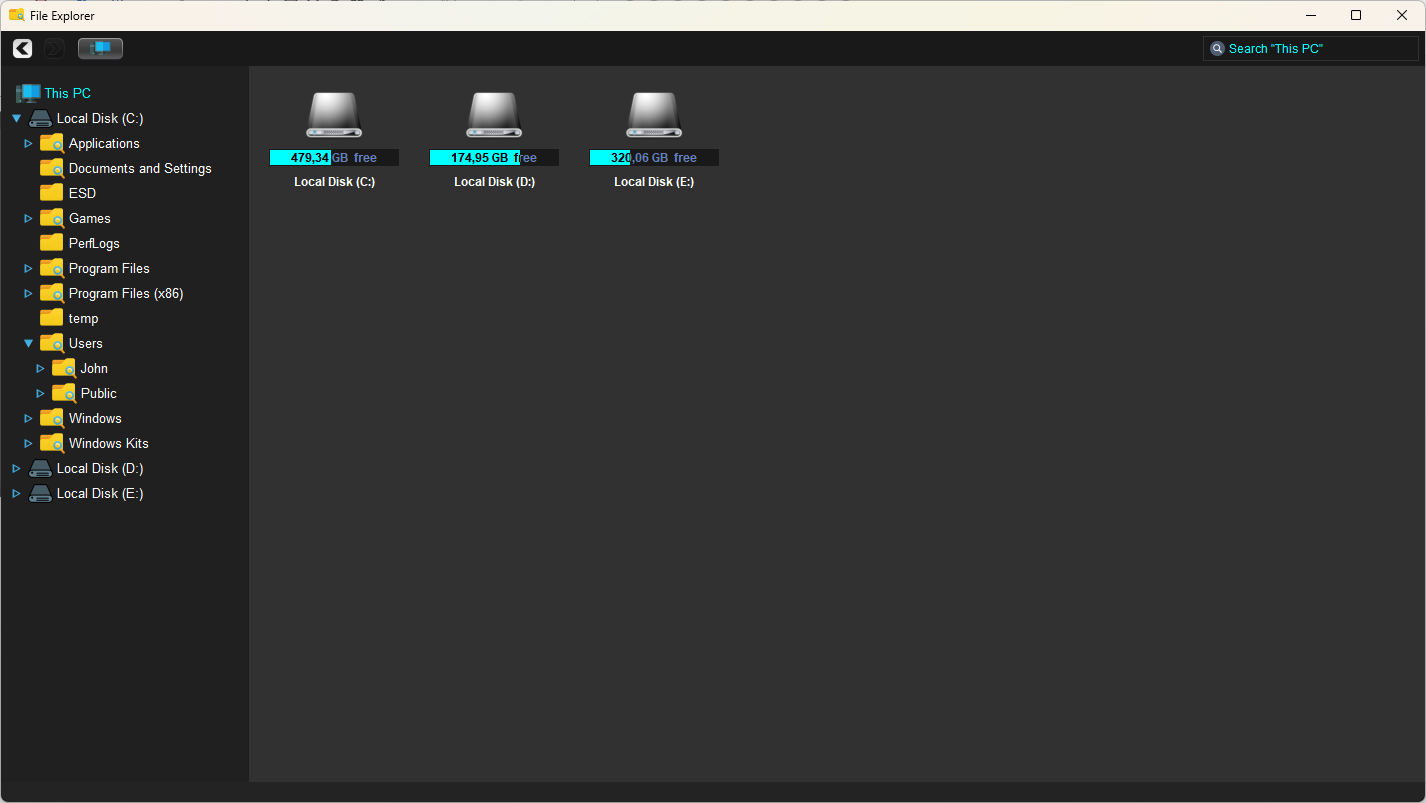 File Explorer
Search "This PC"
This PC
Local Disk (C:)
Applications
Documents and Settings
ESD
Games
PerfLogs
Program Files
Program Files (x86)
temp
Users
John
Public
Windows
Windows Kits
Local Disk (D:)
Local Disk (E:)
479,34 GB free
174,95 GB free
320,06 GB free
Local Disk (C:)
Local Disk (D:)
Local Disk (E:)